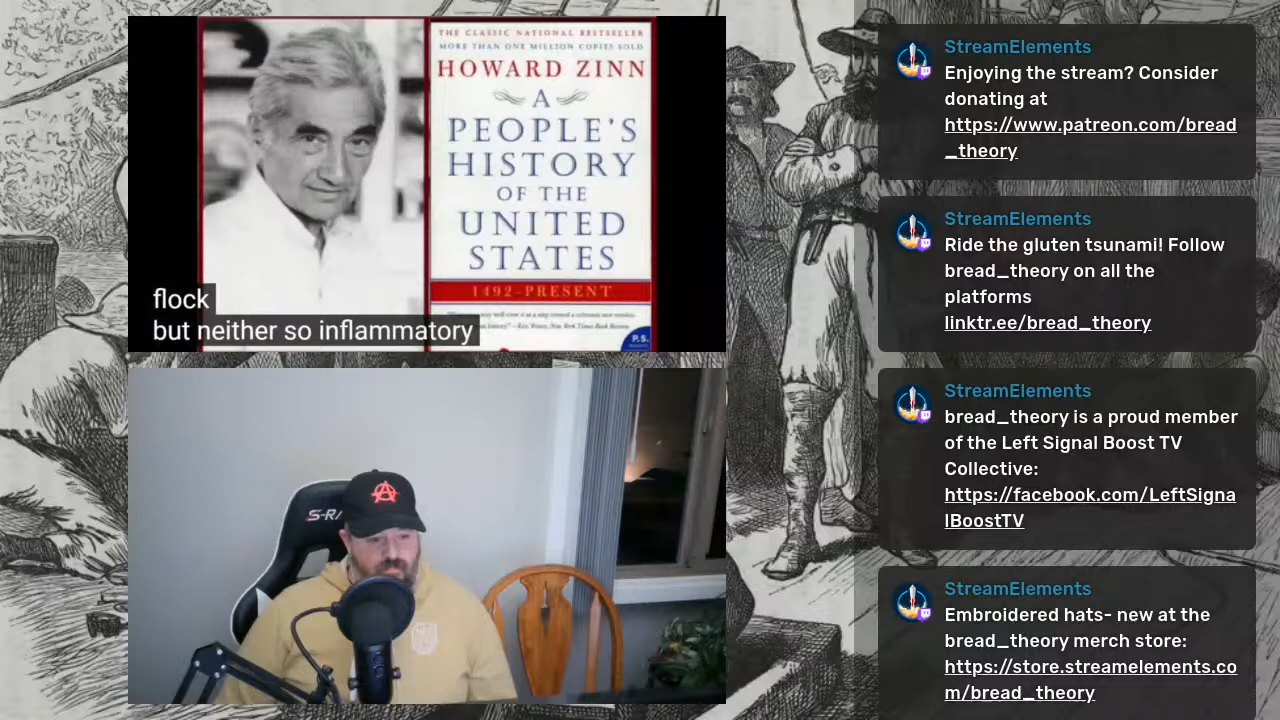 THE CLASSIC NATIONAL BESTSELLER
MORE THAN ONE MILLION COPIES SOLD
HOWARD ZINN
A
PEOPLE'S
HISTORY
OF THE
UNITED
STATES
1492-PRESENT
P.S.
flock
but neither so inflammatory
S-RA
StreamElements
Enjoying the stream? Consider
donating at
https://www.patreon.com/bread
_theory
StreamElements
Ride the gluten tsunami! Follow
bread_theory on all the
platforms
linktr.ee/bread_theory
StreamElements
bread_theory is a proud member
of the Left Signal Boost TV
Collective:
https://facebook.com/LeftSigna
lBoostTV
StreamElements
Embroidered hats- new at the
bread_theory merch store:
https://store.streamelements.co
m/bread_theory